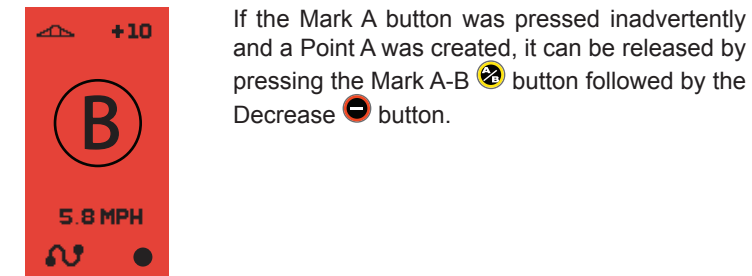 +10
B
5.8 MPH
If the Mark A button was pressed inadvertently
and a Point A was created, it can be released by
pressing the Mark A-B A/B button followed by the
Decrease button.